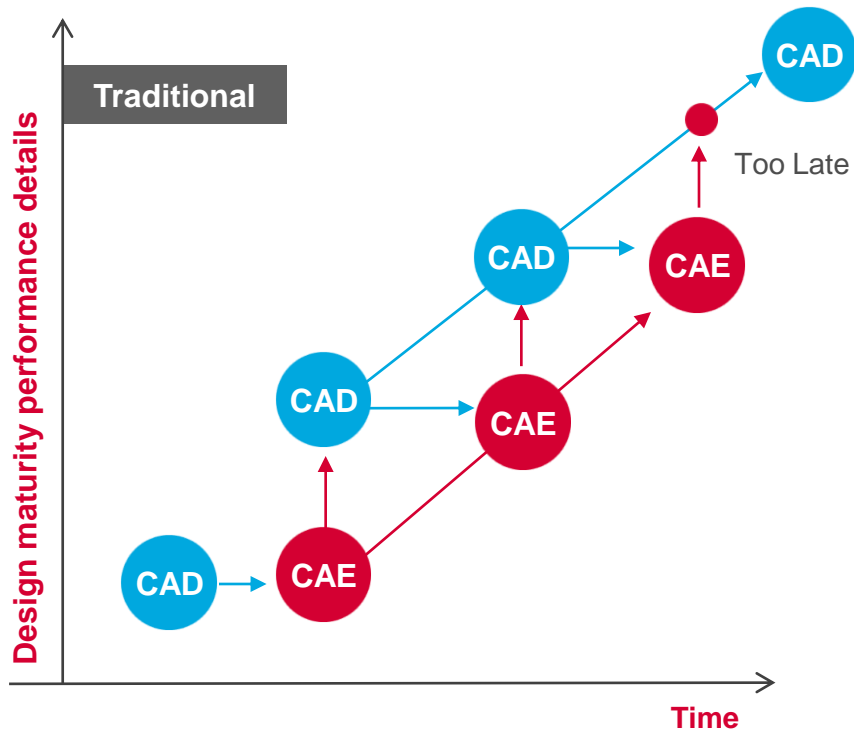 CAD
Traditional
Too Late
CAD
CAE
CAD
CAE
CAD
CAE
Design maturity performance details
Time